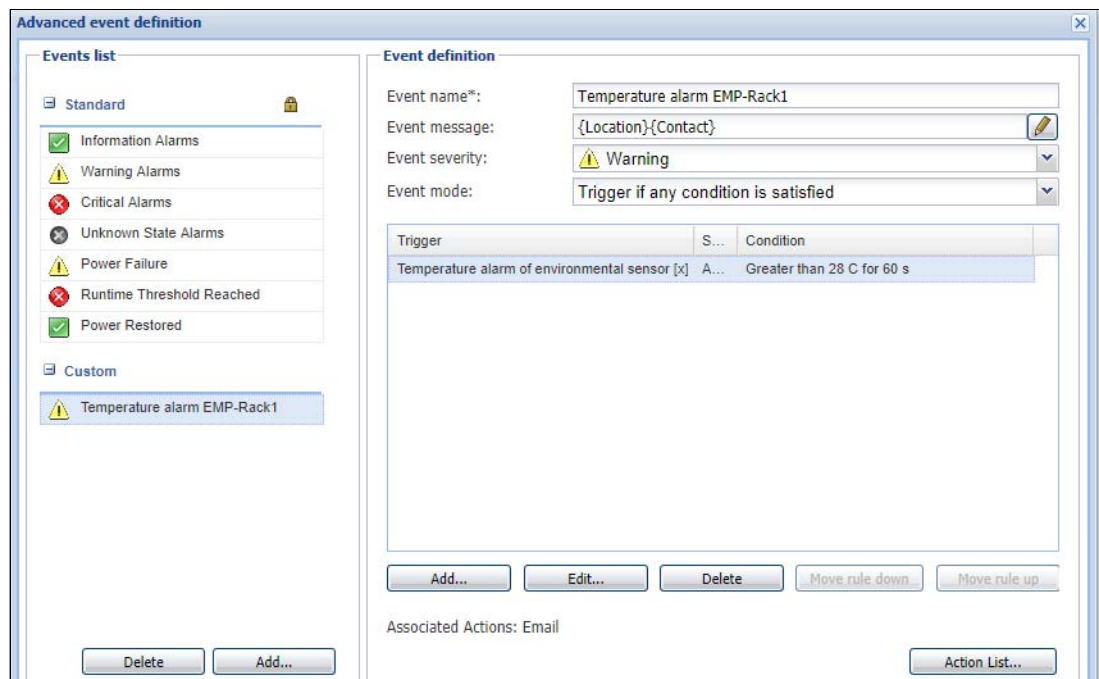 Advanced event definition
Events list
Standard
Information Alarms
Warning Alarms
Critical Alarms
Unknown State Alarms
Power Failure
Runtime Threshold Reached
Power Restored
Custom
Temperature alarm EMP-Rack1
Delete Add...
Event definition
Event name*: Temperature alarm EMP-Rack1
Event message: {Location}{Contact}
Event severity: Warning
Event mode: Trigger if any condition is satisfied
Trigger S... Condition
Temperature alarm of environmental sensor [x] A... Greater than 28 C for 60 s
Add... Edit... Delete Move rule down Move rule up
Associated Actions: Email
Action List...